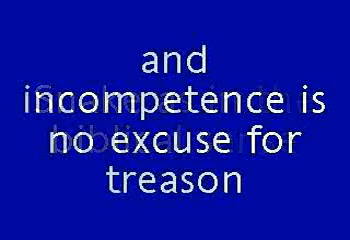 and
incompetence is
no excuse for
treason